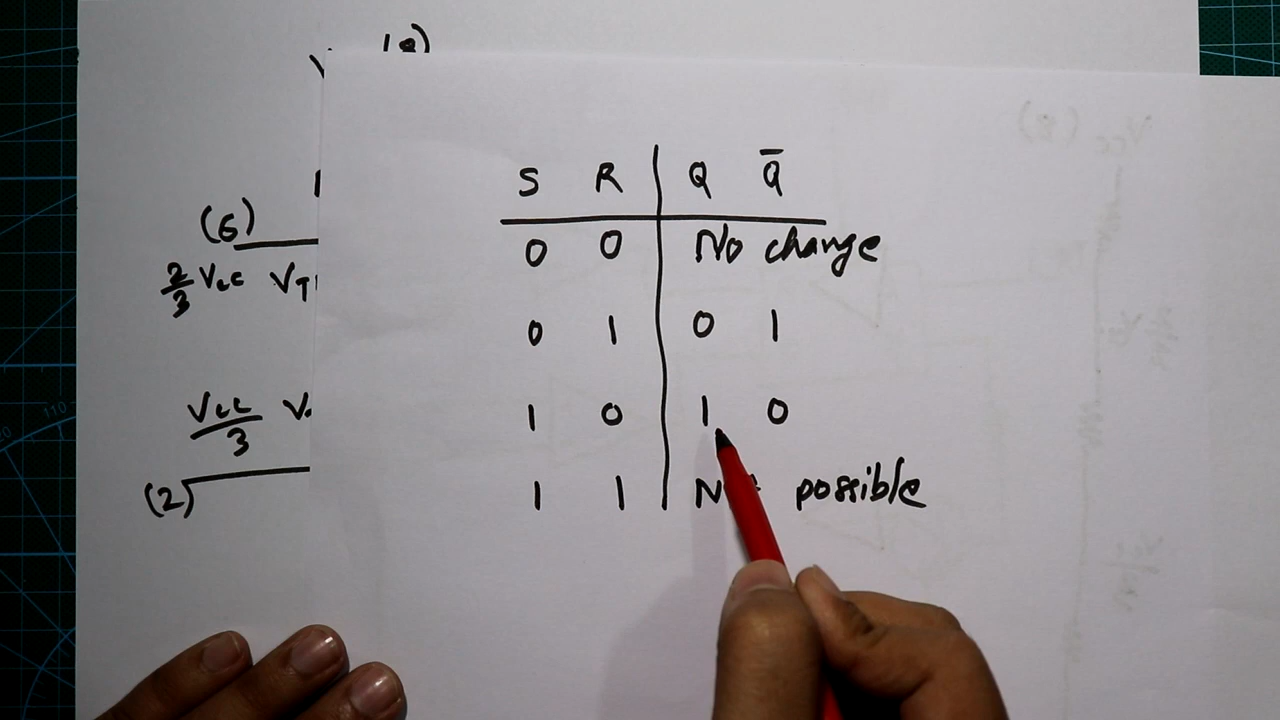 S R Q Q̅
0 0 No change
0 1 0 1
1 0 1 0
1 1 possible
(6)
2/3 Vcc VT
Vcc/3 V
(2)